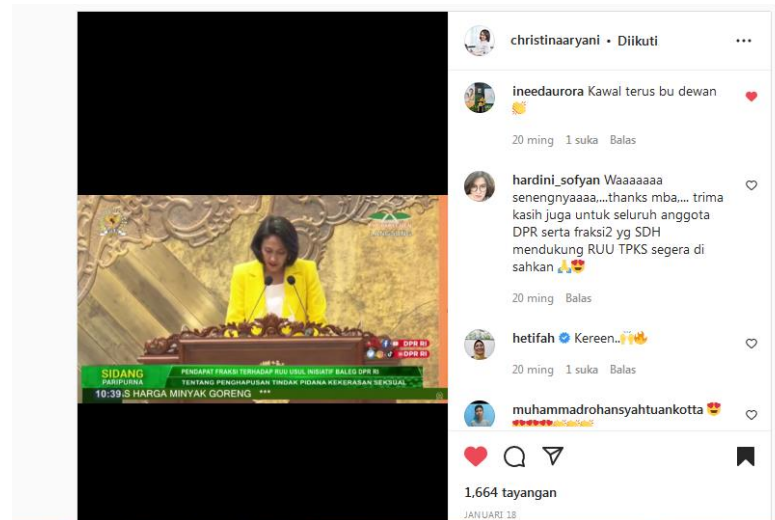 christinaaryani • Diikuti
ineedaurora Kawal terus bu dewan
👏
20 ming 1 suka Balas
hardini_sofyan Waaaaaaa
senengnyaaaa,...thanks mba,... trima
kasih juga untuk seluruh anggota
DPR serta fraksi2 yg SDH
mendukung RUU TPKS segera di
sahkan 🙏😍
20 ming Balas
hetifah Kereen..🙌🔥
20 ming 1 suka Balas
muhammadrohansyahtuankotta 😍
😍😍😍👏👏👏
LANGSUNG
DPR RI
@DPR RI
SIDANG
PARIPURNA
PENDAPAT FRAKSI TERHADAP RUU USUL INISIATIF BALEG DPR RI
TENTANG PENGHAPUSAN TINDAK PIDANA KEKERASAN SEKSUAL
10:39 S HARGA MINYAK GORENG ***
1,664 tayangan
JANUARI 18